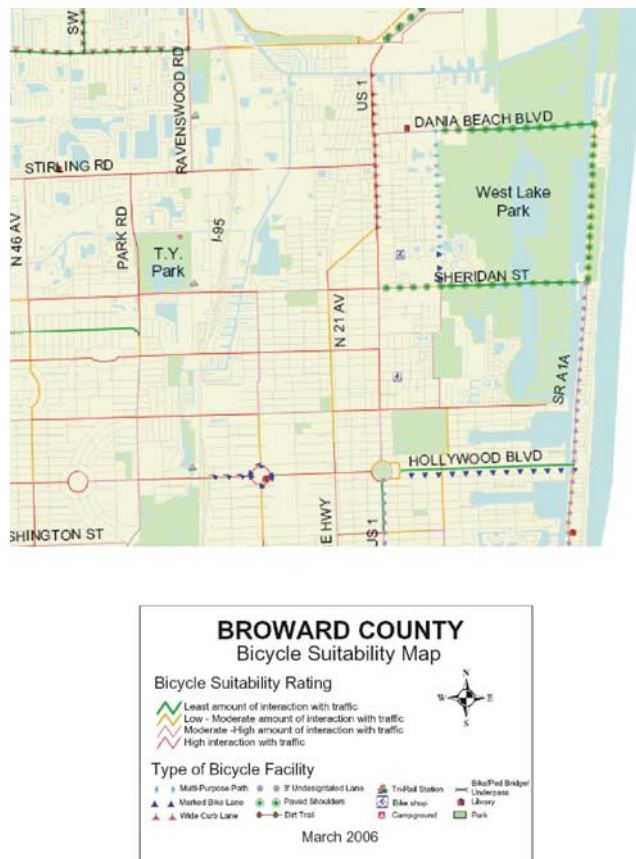 SW
RAVENSWOOD RD
US 1
DANIA BEACH BLVD
STIRLING RD
West Lake
Park
N 46 AV
PARK RD
T.Y.
Park
I-95
SHERIDAN ST
N 21 AV
SR A1A
HOLLYWOOD BLVD
SHINGTON ST
E HWY
US 1
BROWARD COUNTY
Bicycle Suitability Map
Bicycle Suitability Rating
N
W E
S
Least amount of interaction with traffic
Low - Moderate amount of interaction with traffic
Moderate -High amount of interaction with traffic
High interaction with traffic
Type of Bicycle Facility
Multi-Purpose Path 3' Undesigntated Lane Tri-Rail Station Bike/Ped Bridge/
Underpass
Marked Bike Lane Paved Shoulders Bike shop Library
Wide Curb Lane Dirt Trail Campground Park
March 2006